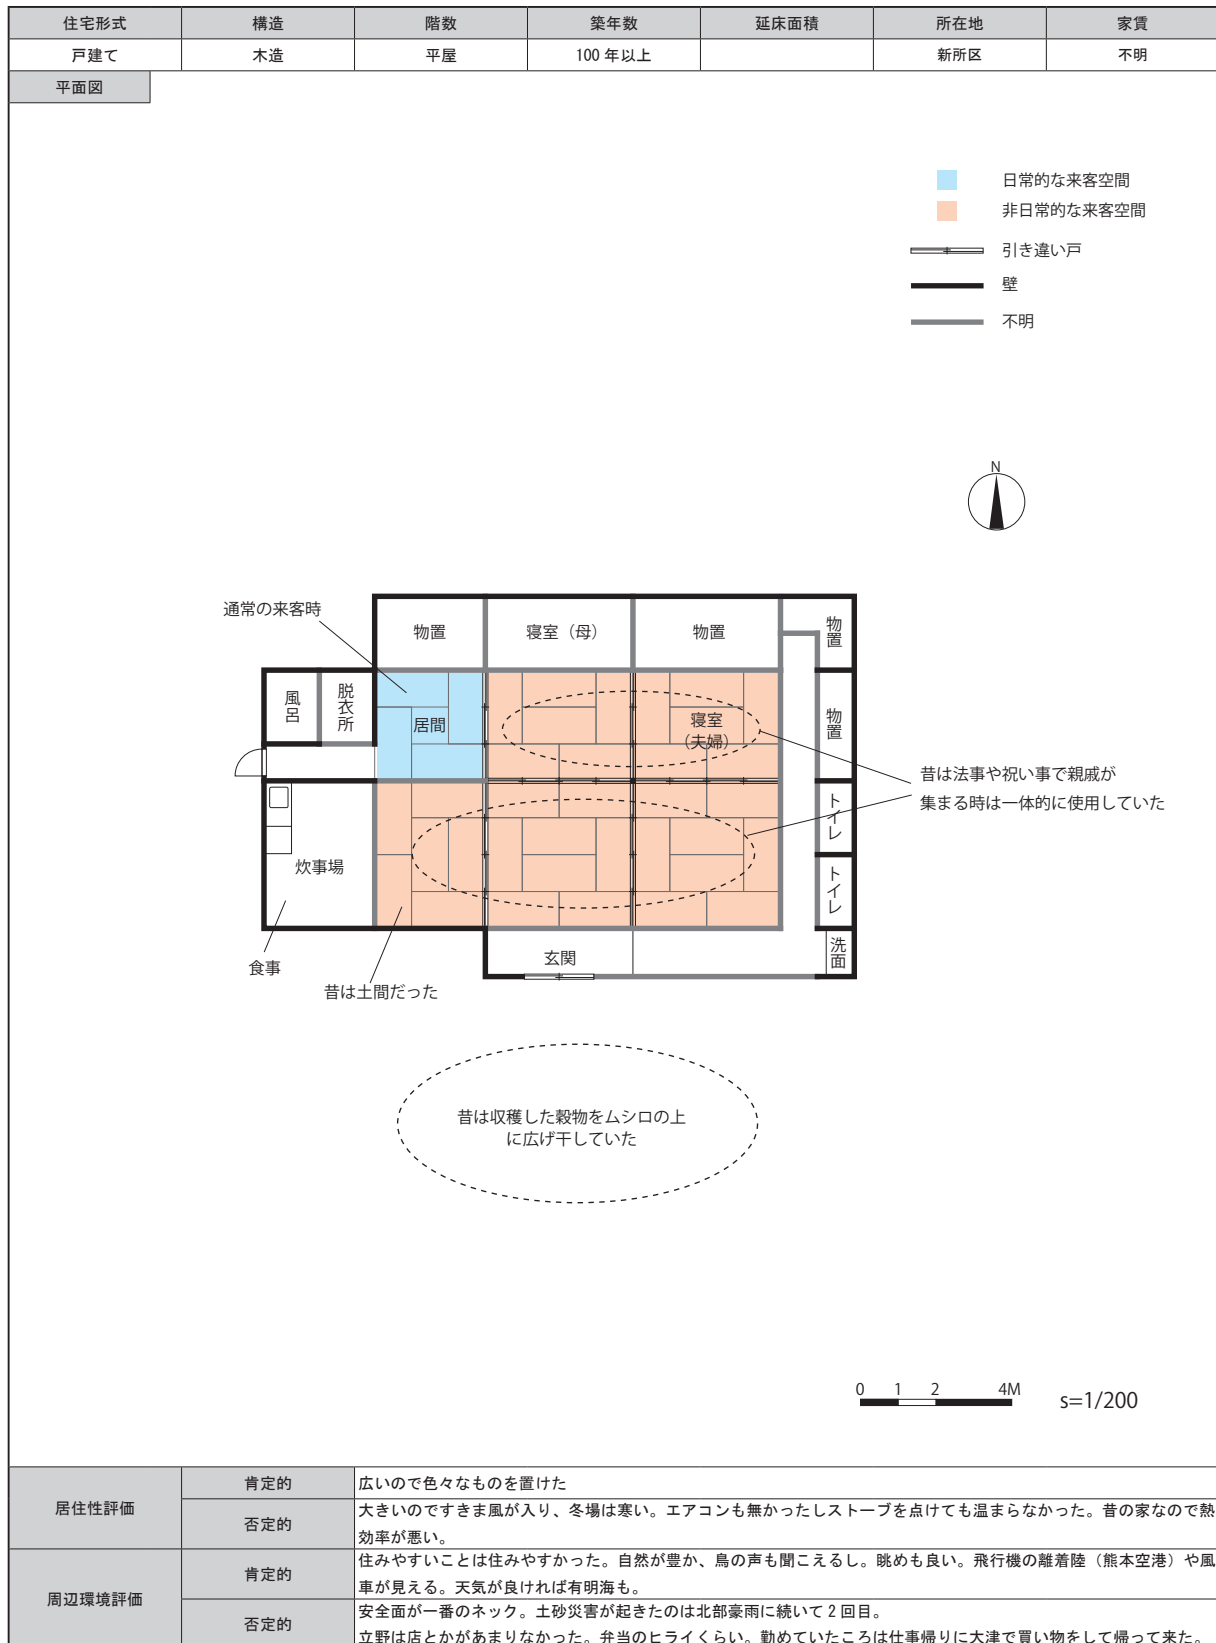 住宅形式 構造 階数 築年数 延床面積 所在地 家賃
戸建て 木造 平屋 100 年以上 新所区 不明
平面図
日常的な来客空間
非日常的な来客空間
引き違い戸
壁
不明
N
通常の来客時
物置
寝室（母）
物置
物置
風呂
脱衣所
居間
寝室
（夫婦）
物置
昔は法事や祝い事で親戚が
集まる時は一体的に使用していた
トイレ
炊事場
トイレ
玄関
洗面
食事
昔は土間だった
昔は収穫した穀物をムシロの上
に広げ干していた
0 1 2 4M
s=1/200
居住性評価
肯定的
広いので色々なものを置けた
否定的
大きいのですきま風が入り、冬場は寒い。エアコンも無かったしストーブを点けても温まらなかった。昔の家なので熱
効率が悪い。
周辺環境評価
肯定的
住みやすいことは住みやすかった。自然が豊か、鳥の声も聞こえるし。眺めも良い。飛行機の離着陸（熊本空港）や風
車が見える。天気が良ければ有明海も。
否定的
安全面が一番のネック。土砂災害が起きたのは北部豪雨に続いて 2 回目。
立野は店とかがあまりなかった。弁当のヒライくらい。勤めていたころは仕事帰りに大津で買い物をして帰って来た。